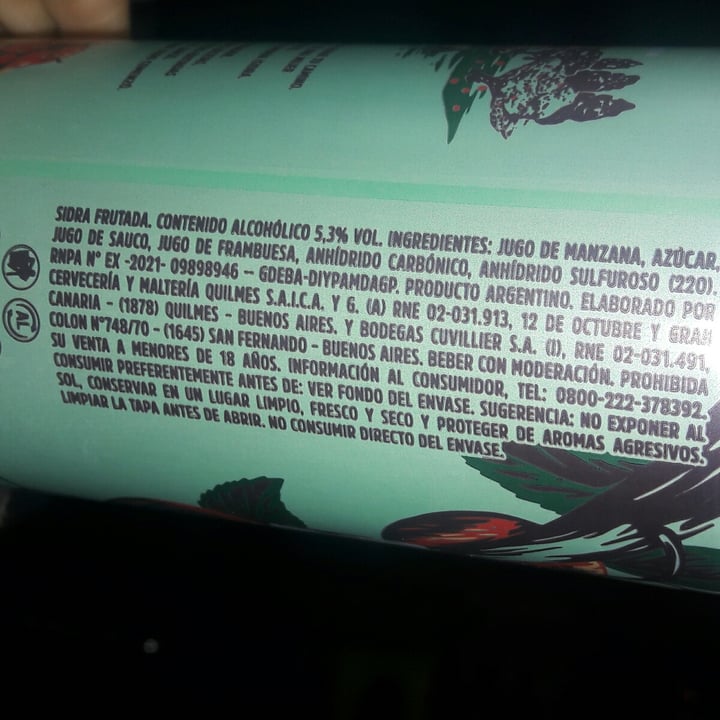 SIDRA FRUTADA. CONTENIDO ALCOHÓLICO 5,3% VOL. INGREDIENTES: JUGO DE MANZANA, AZÚCAR,
JUGO DE SAUCO, JUGO DE FRAMBUESA, ANHÍDRIDO CARBÓNICO, ANHÍDRIDO SULFUROSO (220).
RNPA N° EX -2021- 09898946 – GDEBA-DIYPAMDAGP. PRODUCTO ARGENTINO. ELABORADO POR
CERVECERÍA Y MALTERÍA QUILMES S.A.I.C.A. Y G. (A) RNE 02-031.913, 12 DE OCTUBRE Y GRAN
CANARIA - (1878) QUILMES - BUENOS AIRES. Y BODEGAS CUVILLIER S.A. (I), RNE 02-031.491,
COLON N°748/70 - (1645) SAN FERNANDO - BUENOS AIRES. BEBER CON MODERACIÓN. PROHIBIDA
SU VENTA A MENORES DE 18 AÑOS. INFORMACIÓN AL CONSUMIDOR, TEL: 0800-222-378392.
CONSUMIR PREFERENTEMENTE ANTES DE: VER FONDO DEL ENVASE. SUGERENCIA: NO EXPONER AL
SOL, CONSERVAR EN UN LUGAR LIMPIO, FRESCO Y SECO Y PROTEGER DE AROMAS AGRESIVOS.
LIMPIAR LA TAPA ANTES DE ABRIR. NO CONSUMIR DIRECTO DEL ENVASE.
AL